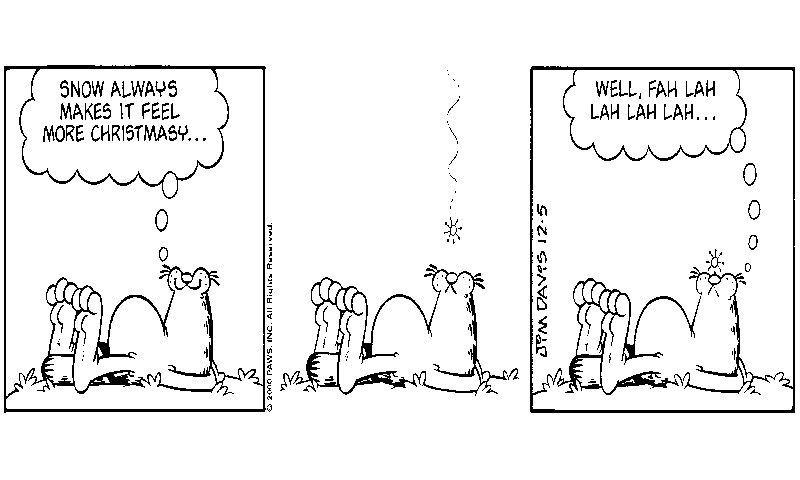 SNOW ALWAYS
MAKES IT FEEL
MORE CHRISTMASY...
© 2000 PAWS, INC. All Rights Reserved.
WELL, FAH LAH
LAH LAH LAH...
JIM DAVIS 12·5